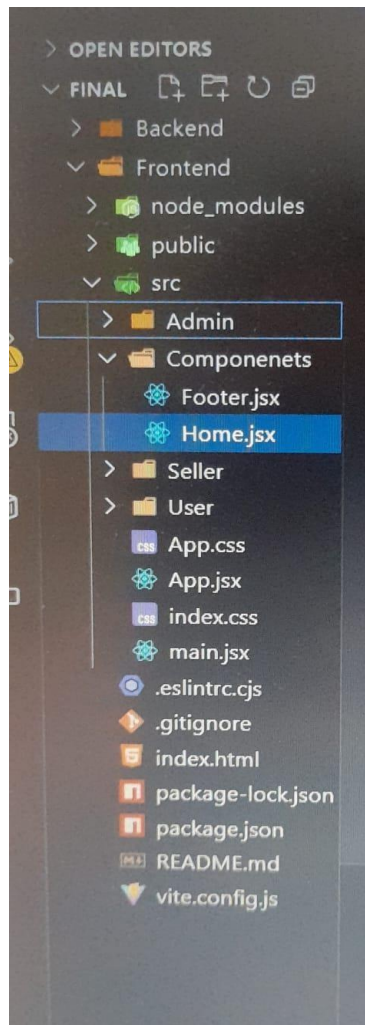 OPEN EDITORS
FINAL
Backend
Frontend
node_modules
public
src
Admin
Componenets
Footer.jsx
Home.jsx
Seller
User
App.css
App.jsx
index.css
main.jsx
.eslintrc.cjs
.gitignore
index.html
package-lock.json
package.json
README.md
vite.config.js